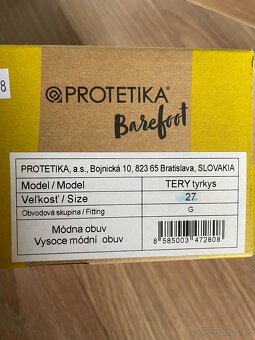 8
PROTETIKA®
Barefoot
PROTETIKA, a.s., Bojnická 10, 823 65 Bratislava, SLOVAKIA
Model / Model TERY tyrkys
Veľkosť / Size 27
Obvodová skupina / Fitting G
Módna obuv
Vysoce módní obuv
8 585003 472808